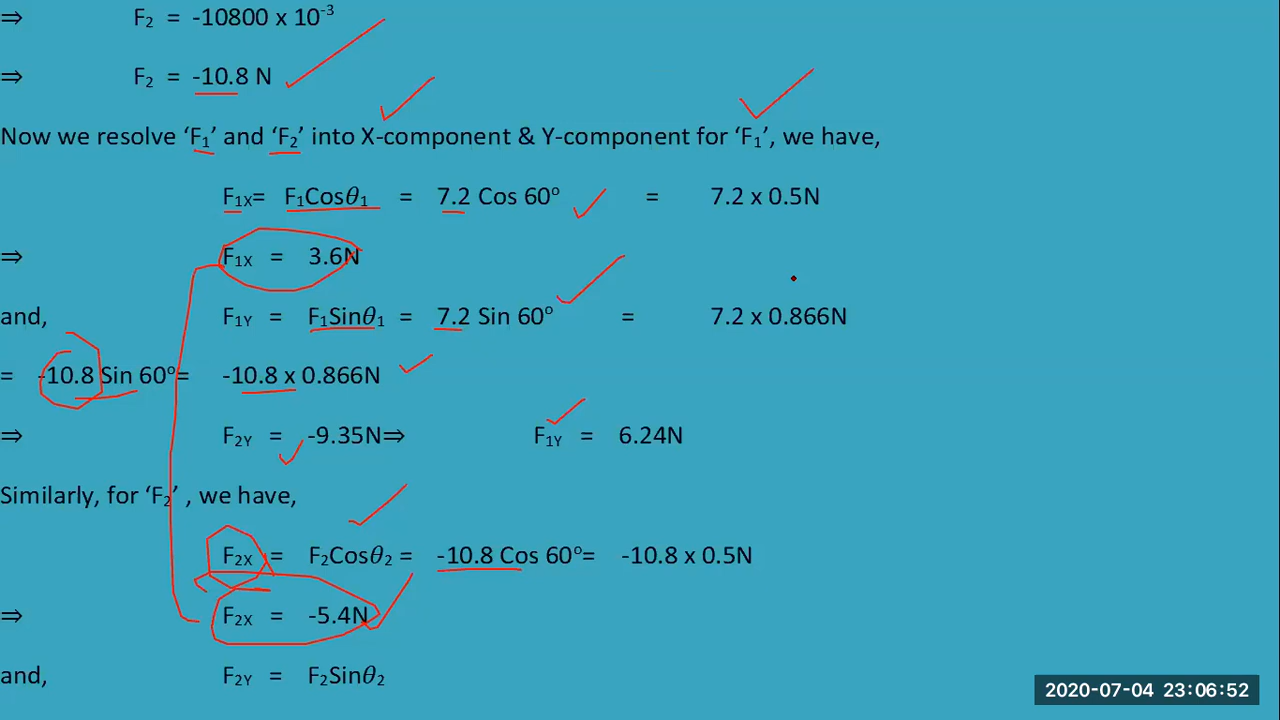 ⇒ F₂ = -10800 x 10⁻³
⇒ F₂ = -10.8 N
Now we resolve ‘F₁’ and ‘F₂’ into X-component & Y-component for ‘F₁’, we have,
F₁X= F₁Cosθ₁ = 7.2 Cos 60° = 7.2 x 0.5N
⇒ F₁X = 3.6N
and, F₁Y = F₁Sinθ₁ = 7.2 Sin 60° = 7.2 x 0.866N
= -10.8 Sin 60°= -10.8 x 0.866N
⇒ F₂Y = -9.35N⇒ F₁Y = 6.24N
Similarly, for ‘F₂’ , we have,
F₂X = F₂Cosθ₂ = -10.8 Cos 60°= -10.8 x 0.5N
⇒ F₂X = -5.4N
and, F₂Y = F₂Sinθ₂
2020-07-04 23:06:52